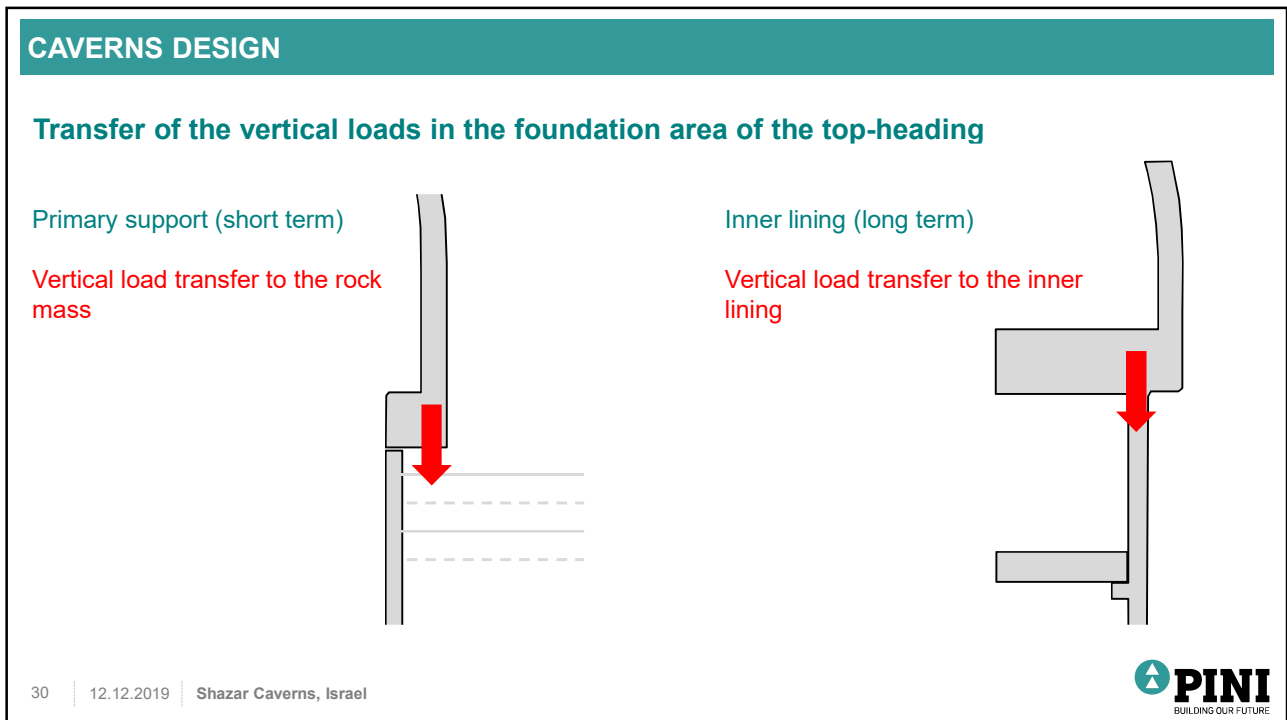 CAVERNS DESIGN
Transfer of the vertical loads in the foundation area of the top-heading
Primary support (short term)
Vertical load transfer to the rock
mass
Inner lining (long term)
Vertical load transfer to the inner
lining
30 12.12.2019 Shazar Caverns, Israel
PINI
BUILDING OUR FUTURE